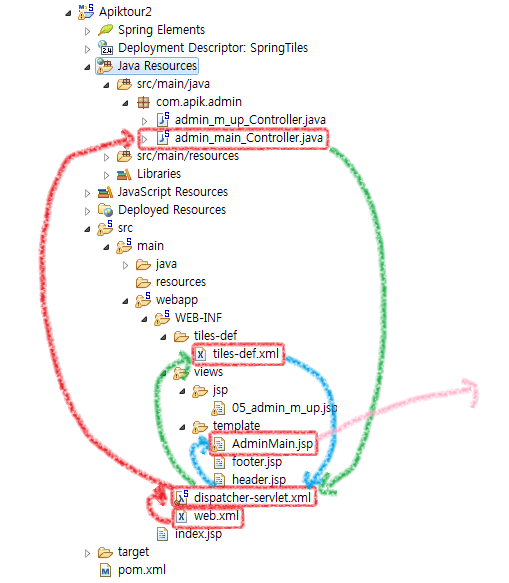 Apiktour2
Spring Elements
Deployment Descriptor: SpringTiles
Java Resources
src/main/java
com.apik.admin
admin_m_up_Controller.java
admin_main_Controller.java
src/main/resources
Libraries
JavaScript Resources
Deployed Resources
src
main
java
resources
webapp
WEB-INF
tiles-def
tiles-def.xml
views
jsp
05_admin_m_up.jsp
template
AdminMain.jsp
footer.jsp
header.jsp
dispatcher-servlet.xml
web.xml
index.jsp
target
pom.xml